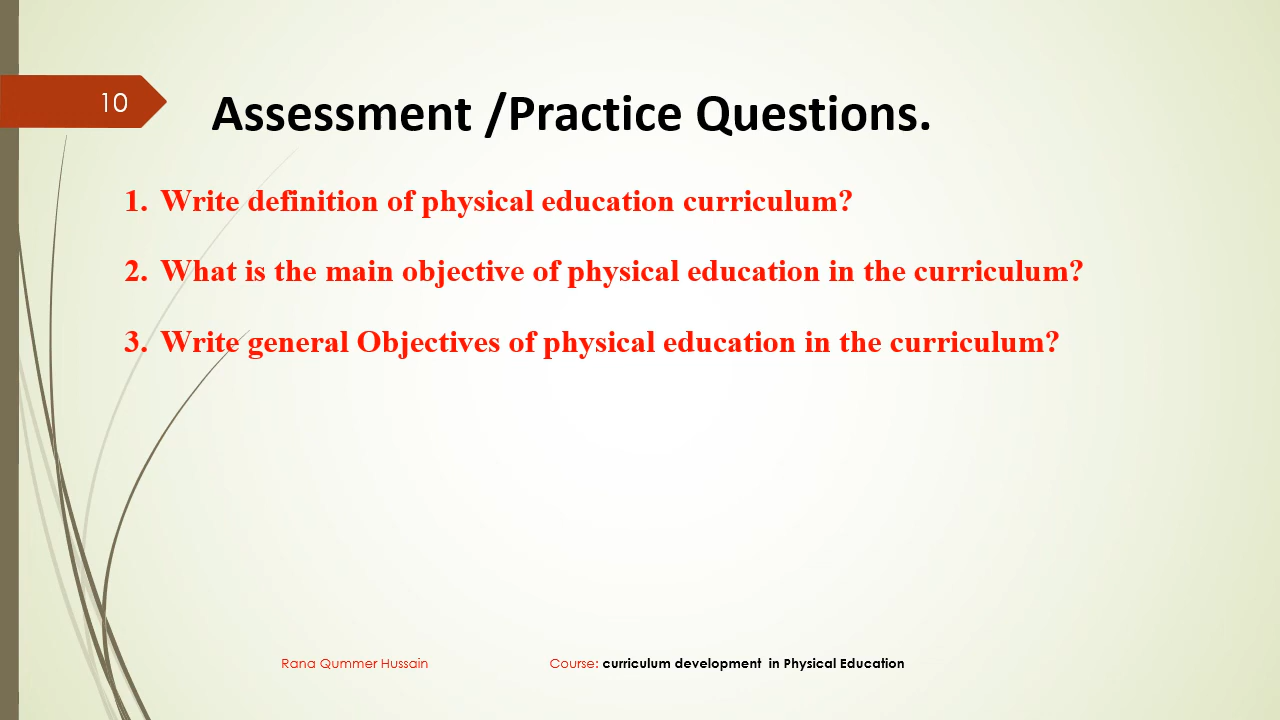 10
Assessment /Practice Questions.
1. Write definition of physical education curriculum?
2. What is the main objective of physical education in the curriculum?
3. Write general Objectives of physical education in the curriculum?
Rana Qummer Hussain
Course: curriculum development in Physical Education